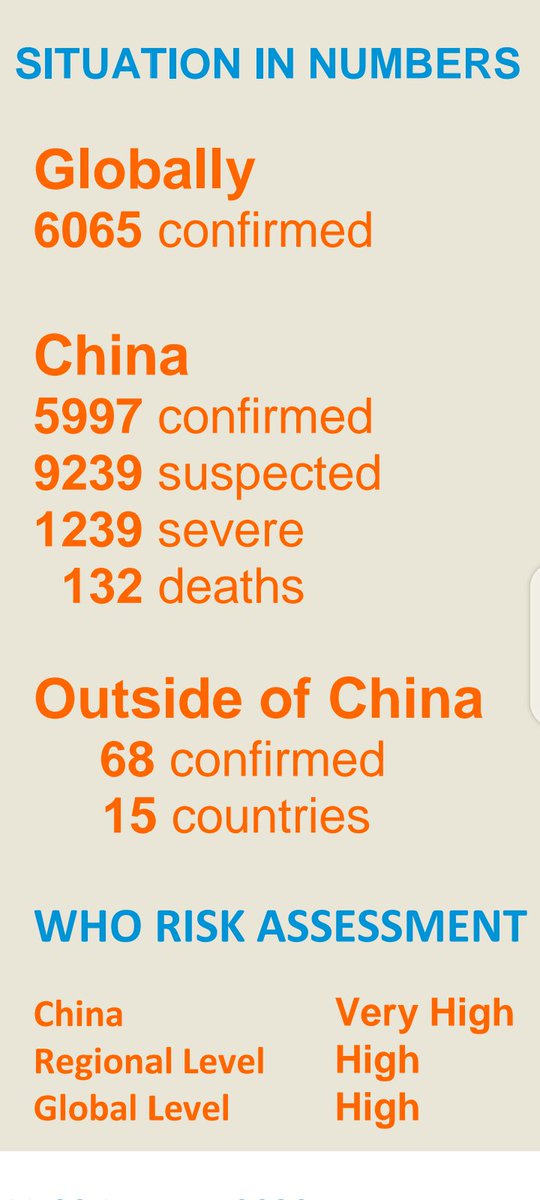 SITUATION IN NUMBERS
Globally
6065 confirmed
China
5997 confirmed
9239 suspected
1239 severe
132 deaths
Outside of China
68 confirmed
15 countries
WHO RISK ASSESSMENT
China Very High
Regional Level High
Global Level High